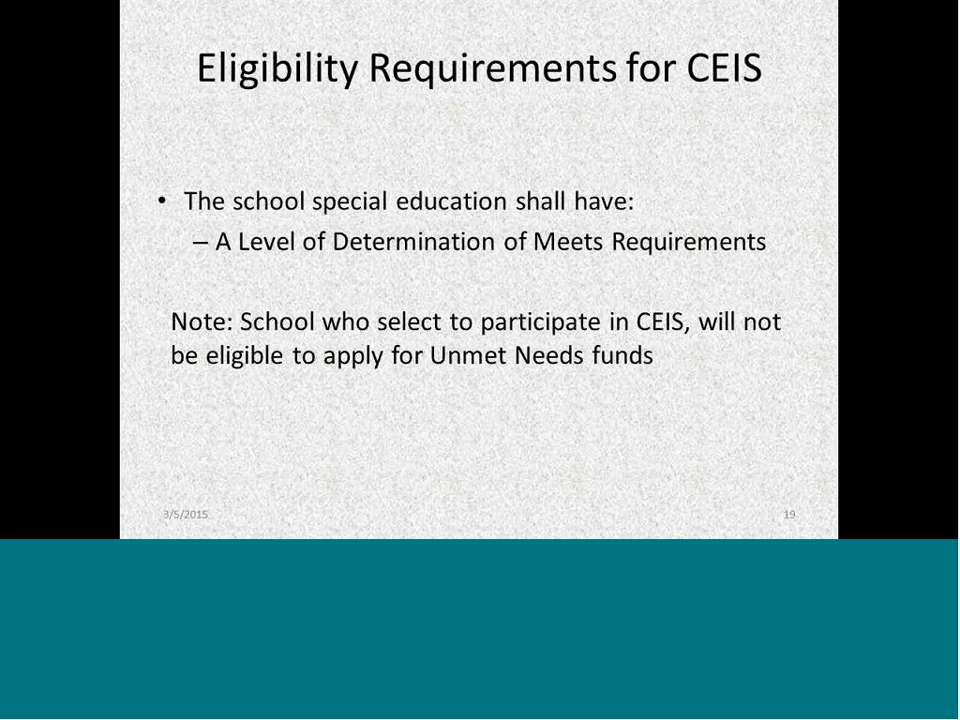 Eligibility Requirements for CEIS
• The school special education shall have:
– A Level of Determination of Meets Requirements
Note: School who select to participate in CEIS, will not
be eligible to apply for Unmet Needs funds
3/5/2015
19